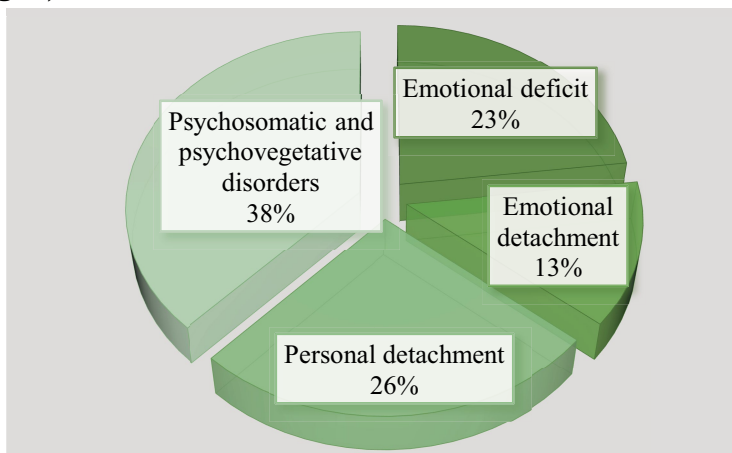 Emotional deficit
23%
Psychosomatic and
psychovegetative
disorders
38%
Emotional
detachment
13%
Personal detachment
26%